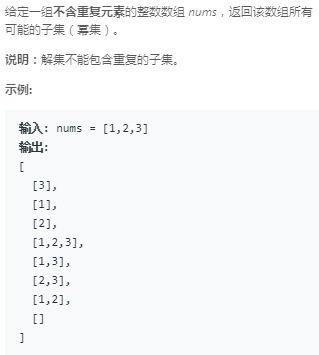 给定一组不含重复元素的整数数组 nums，返回该数组所有
可能的子集（幂集）。
说明：解集不能包含重复的子集。
示例:
输入: nums = [1,2,3]
输出:
[
  [3],
  [1],
  [2],
  [1,2,3],
  [1,3],
  [2,3],
  [1,2],
  []
]